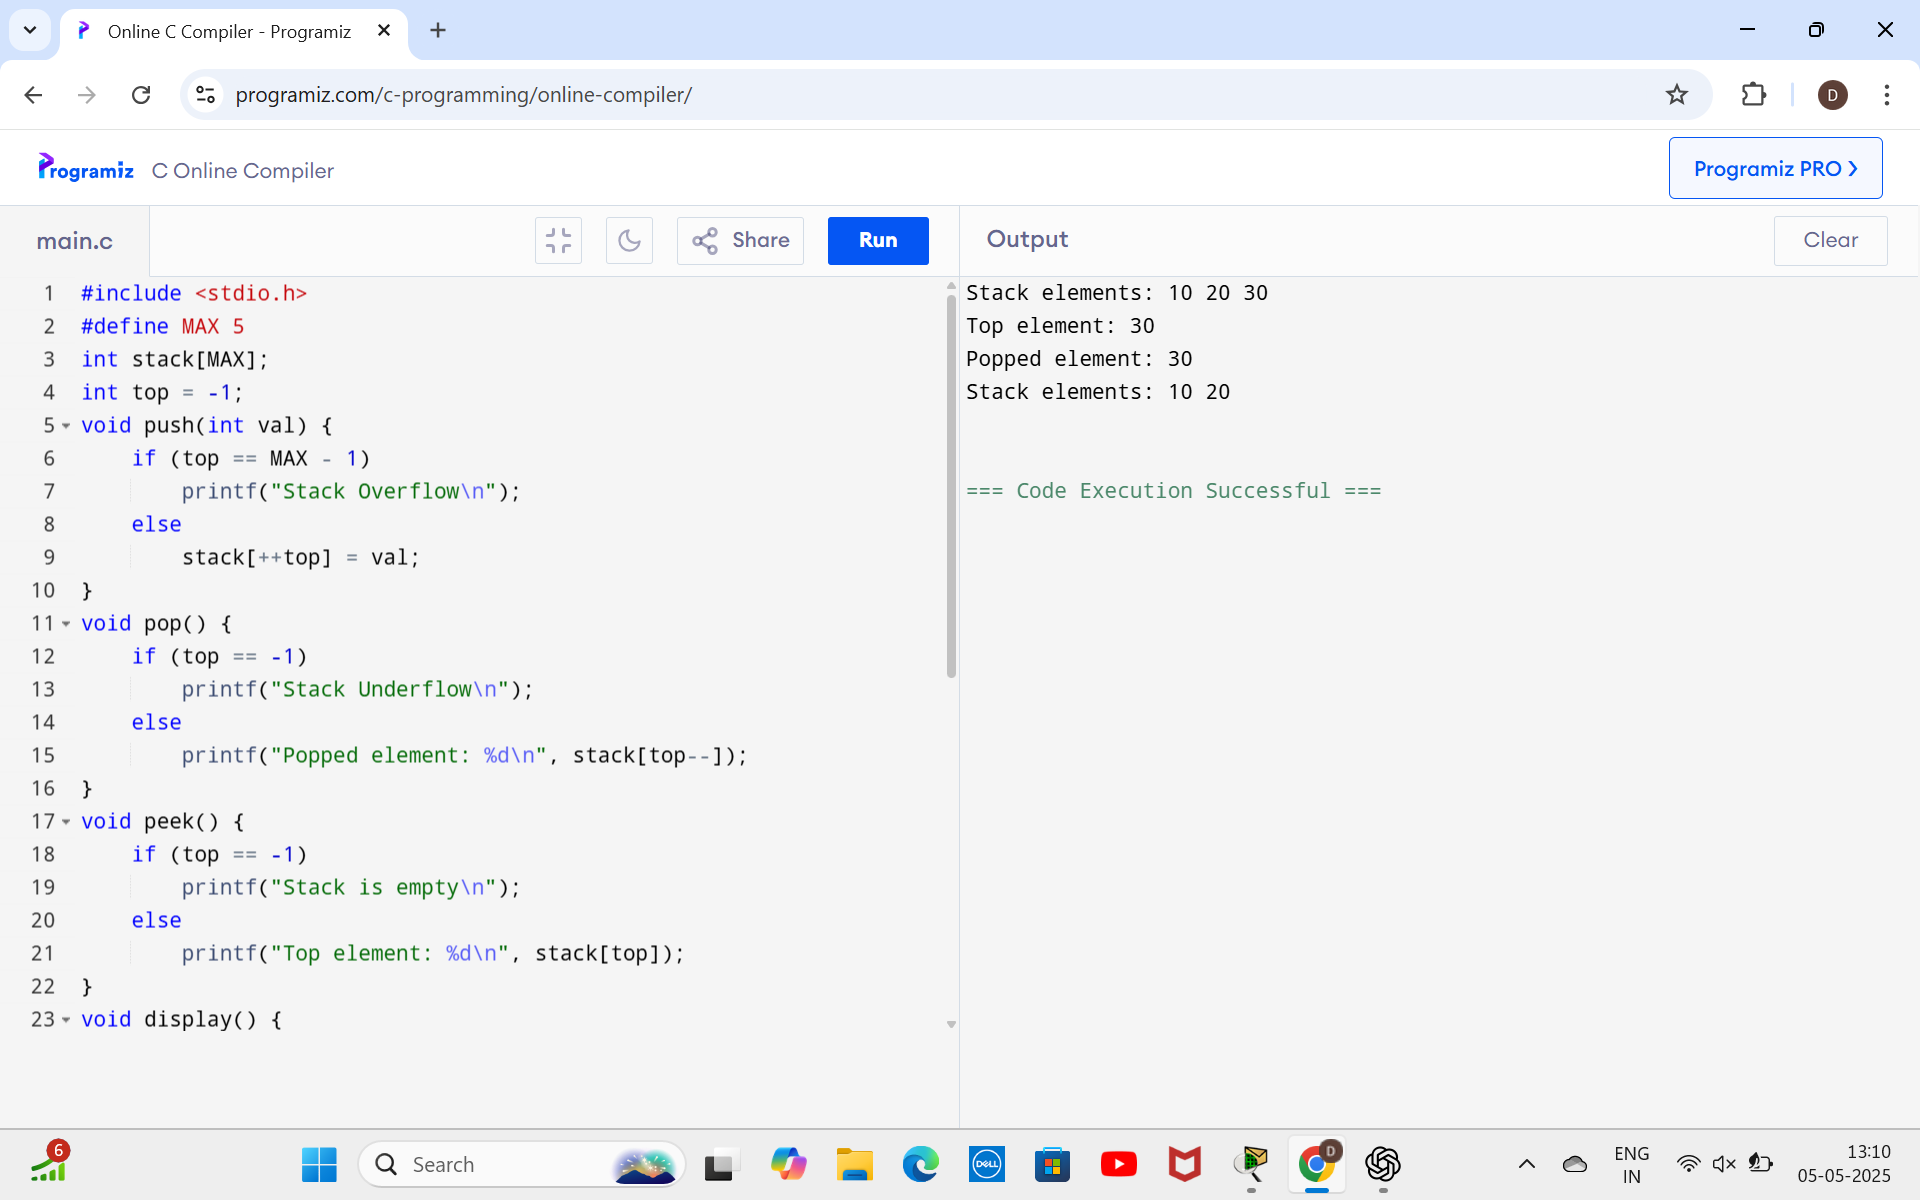 Online C Compiler - Programiz
programiz.com/c-programming/online-compiler/
D
Programiz C Online Compiler
Programiz PRO
main.c
Share
Run
Output
Clear
1 #include <stdio.h>
2 #define MAX 5
3 int stack[MAX];
4 int top = -1;
5 void push(int val) {
6     if (top == MAX - 1)
7         printf("Stack Overflow\n");
8     else
9         stack[++top] = val;
10 }
11 void pop() {
12     if (top == -1)
13         printf("Stack Underflow\n");
14     else
15         printf("Popped element: %d\n", stack[top--]);
16 }
17 void peek() {
18     if (top == -1)
19         printf("Stack is empty\n");
20     else
21         printf("Top element: %d\n", stack[top]);
22 }
23 void display() {
Stack elements: 10 20 30
Top element: 30
Popped element: 30
Stack elements: 10 20
=== Code Execution Successful ===
6
Search
DELL
D
ENG
IN
13:10
05-05-2025